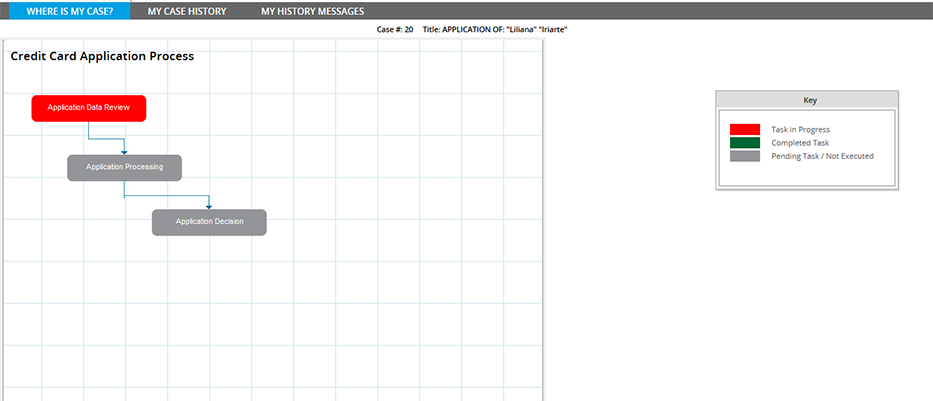 WHERE IS MY CASE? MY CASE HISTORY MY HISTORY MESSAGES
Case #: 20 Title: APPLICATION OF: "Liliana" "Iriarte"
Credit Card Application Process
Application Data Review
Application Processing
Application Decision
Key
Task in Progress
Completed Task
Pending Task / Not Executed